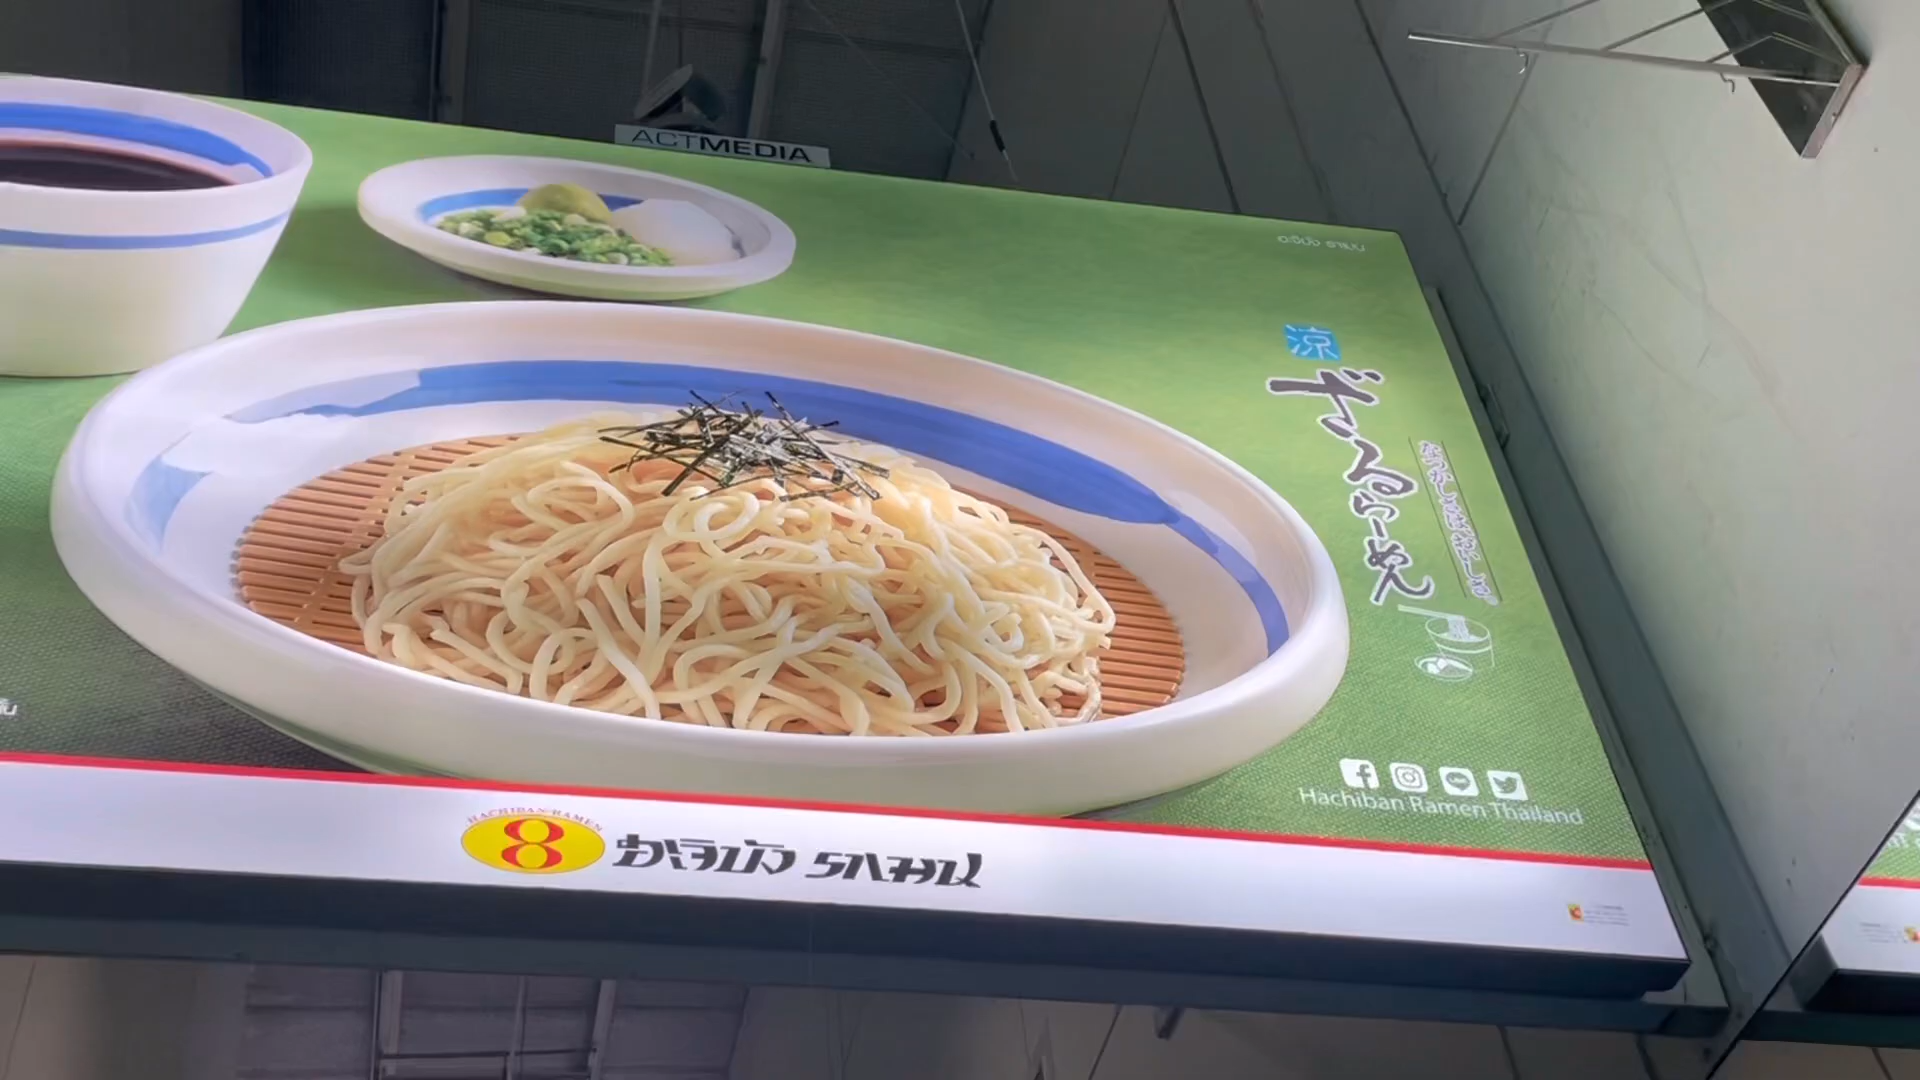 ACTMEDIA
涼
ざるらーめん
なつかしさは、おいしさ。
Hachiban Ramen Thailand
HACHIBAN RAMEN
8
ฮะจิบัง ราเมน